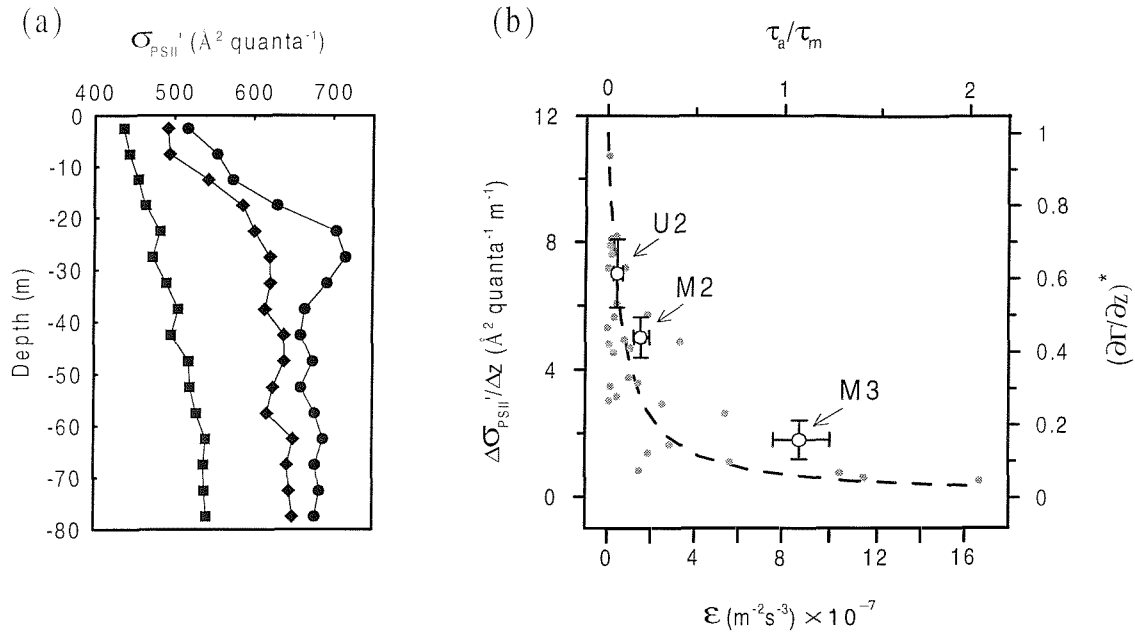 (a)
σPSII' (Å² quanta⁻¹)
400 500 600 700
0
-10
-20
-30
-40
-50
-60
-70
-80
Depth (m)
(b)
τa/τm
0 1 2
12
8
4
0
Δσ PSII'/Δz (Å² quanta⁻¹ m⁻¹)
U2
M2
M3
1
0.8
0.6
0.4
0.2
0
(∂Γ/∂z)*
0 4 8 12 16
ε (m⁻²s⁻³) × 10⁻⁷